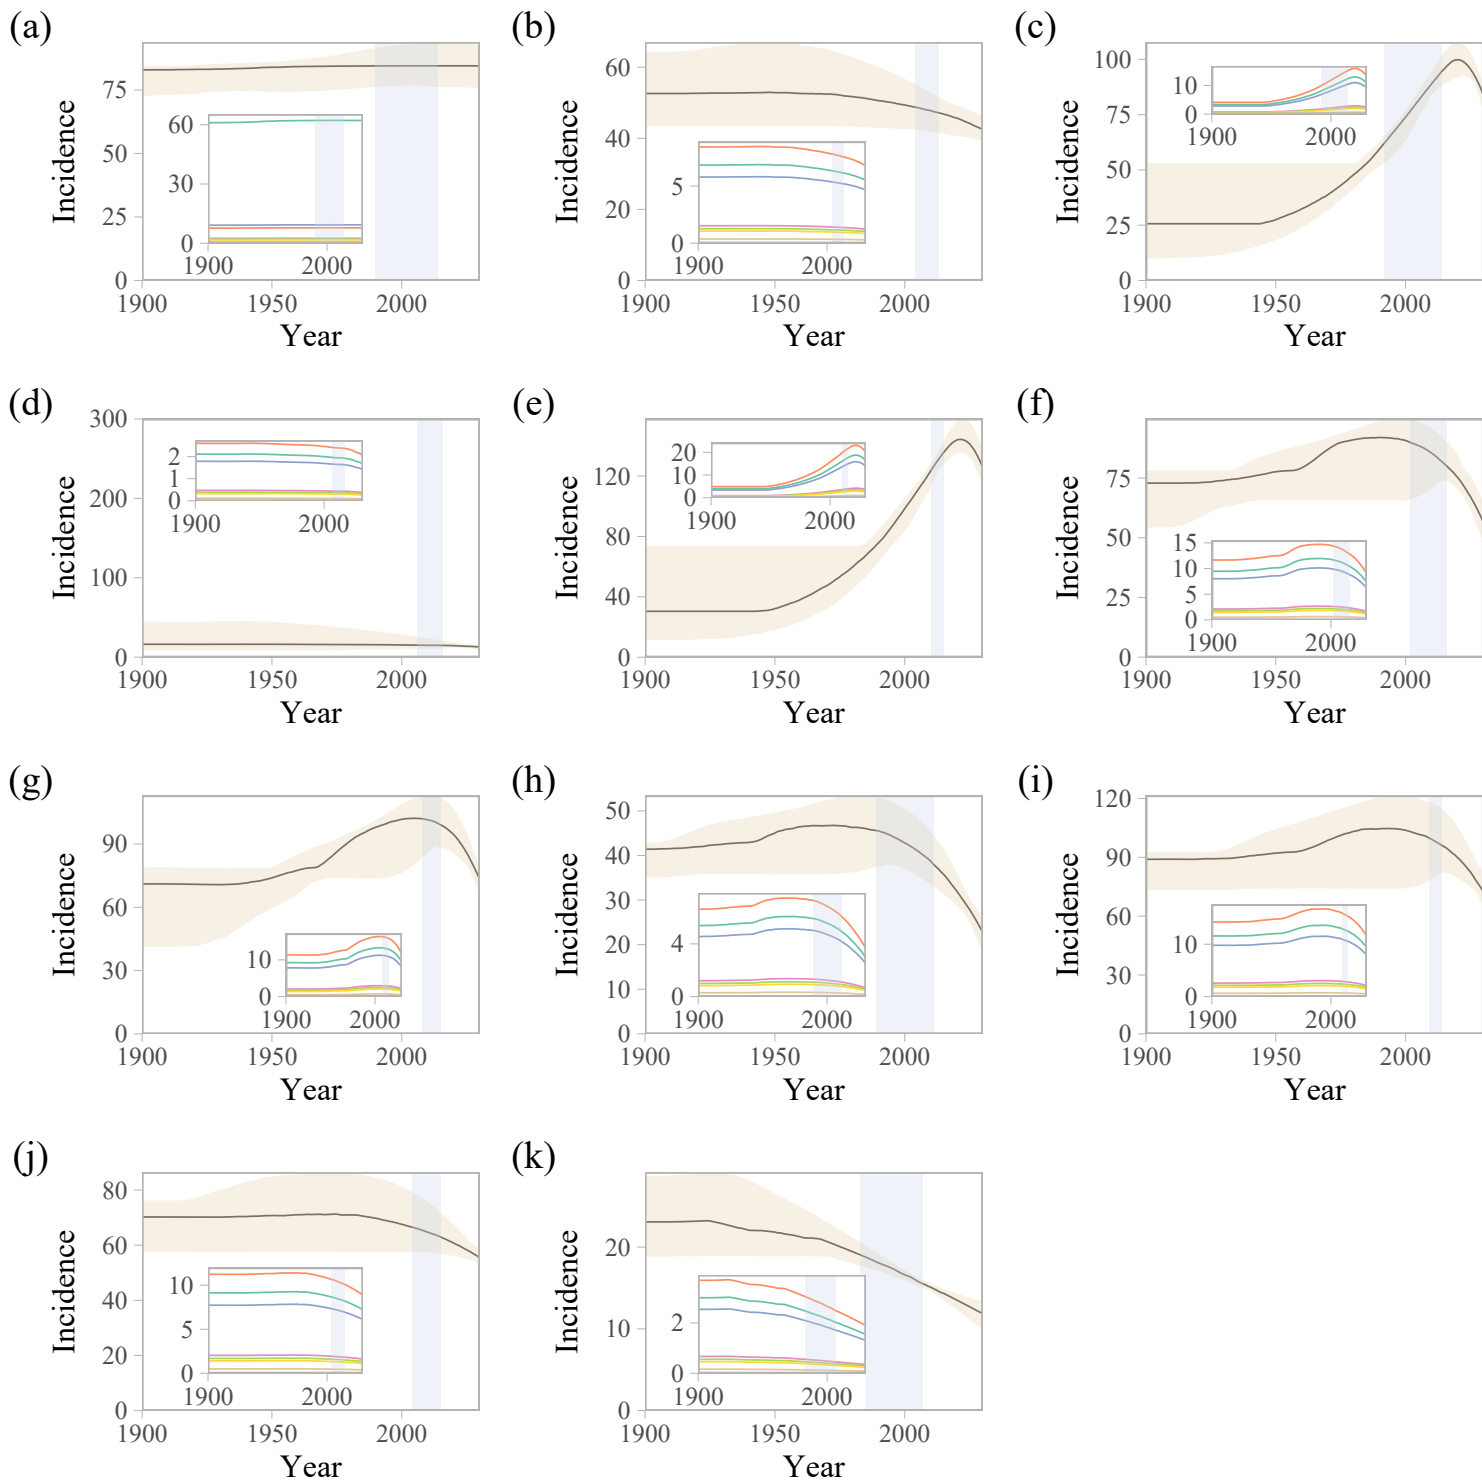 (a) (b) (c)
Incidence 75 50 25 0
60 30 0
1900 2000
1900 1950 2000
Year
Incidence 60 40 20 0
5 0
1900 2000
1900 1950 2000
Year
Incidence 100 75 50 25 0
10 0
1900 2000
1900 1950 2000
Year
(d) (e) (f)
Incidence 300 200 100 0
2 1 0
1900 2000
1900 1950 2000
Year
Incidence 120 80 40 0
20 10 0
1900 2000
1900 1950 2000
Year
Incidence 75 50 25 0
15 10 5 0
1900 2000
1900 1950 2000
Year
(g) (h) (i)
Incidence 90 60 30 0
10 0
1900 2000
1900 1950 2000
Year
Incidence 50 40 30 20 10 0
4 0
1900 2000
1900 1950 2000
Year
Incidence 120 90 60 30 0
10 0
1900 2000
1900 1950 2000
Year
(j) (k)
Incidence 80 60 40 20 0
10 5 0
1900 2000
1900 1950 2000
Year
Incidence 20 10 0
2 0
1900 2000
1900 1950 2000
Year